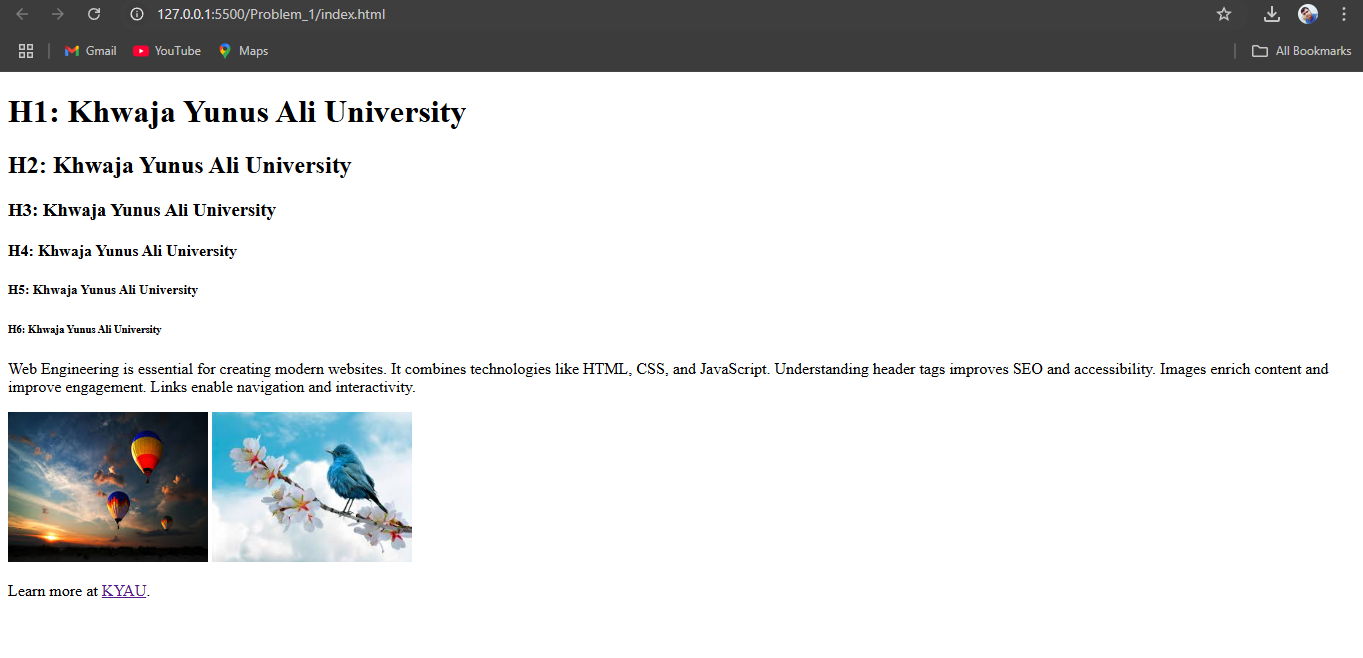 127.0.0.1:5500/Problem_1/index.html
Gmail YouTube Maps All Bookmarks
H1: Khwaja Yunus Ali University
H2: Khwaja Yunus Ali University
H3: Khwaja Yunus Ali University
H4: Khwaja Yunus Ali University
H5: Khwaja Yunus Ali University
H6: Khwaja Yunus Ali University
Web Engineering is essential for creating modern websites. It combines technologies like HTML, CSS, and JavaScript. Understanding header tags improves SEO and accessibility. Images enrich content and
improve engagement. Links enable navigation and interactivity.
Learn more at KYAU.